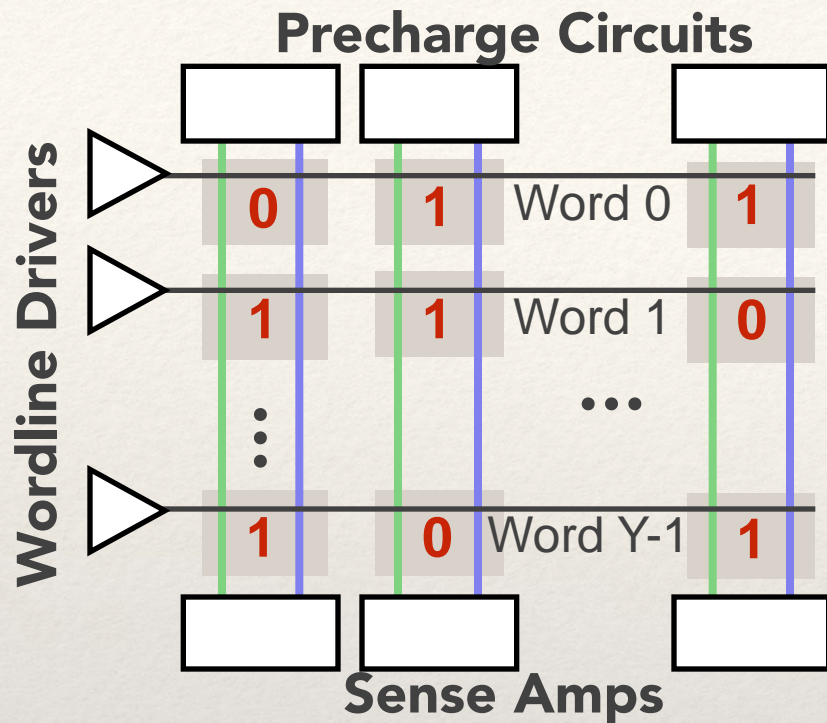 Precharge Circuits
Wordline Drivers
0 1 Word 0 1
1 1 Word 1 0
...
1 0 Word Y-1 1
Sense Amps